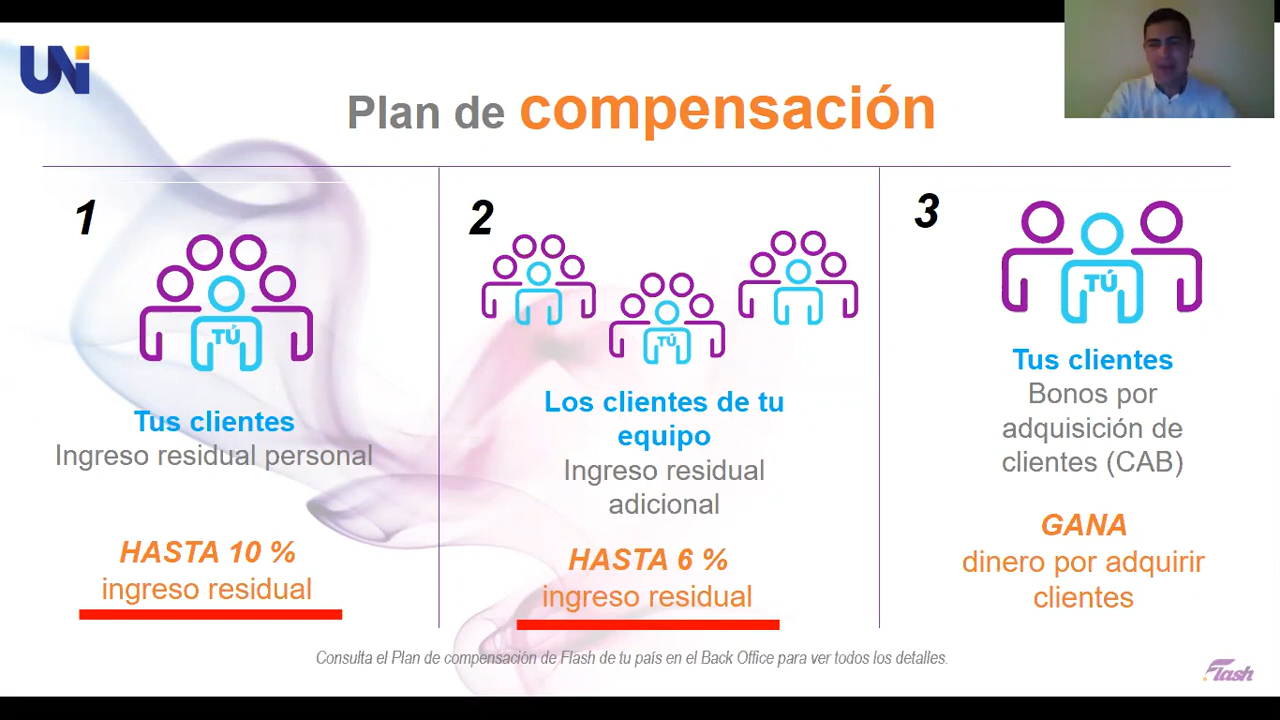 UNi
Plan de compensación
1
TÚ
Tus clientes
Ingreso residual personal
HASTA 10 %
ingreso residual
2
TÚ
Los clientes de tu
equipo
Ingreso residual
adicional
HASTA 6 %
ingreso residual
3
TÚ
Tus clientes
Bonos por
adquisición de
clientes (CAB)
GANA
dinero por adquirir
clientes
Consulta el Plan de compensación de Flash de tu país en el Back Office para ver todos los detalles.
Flash